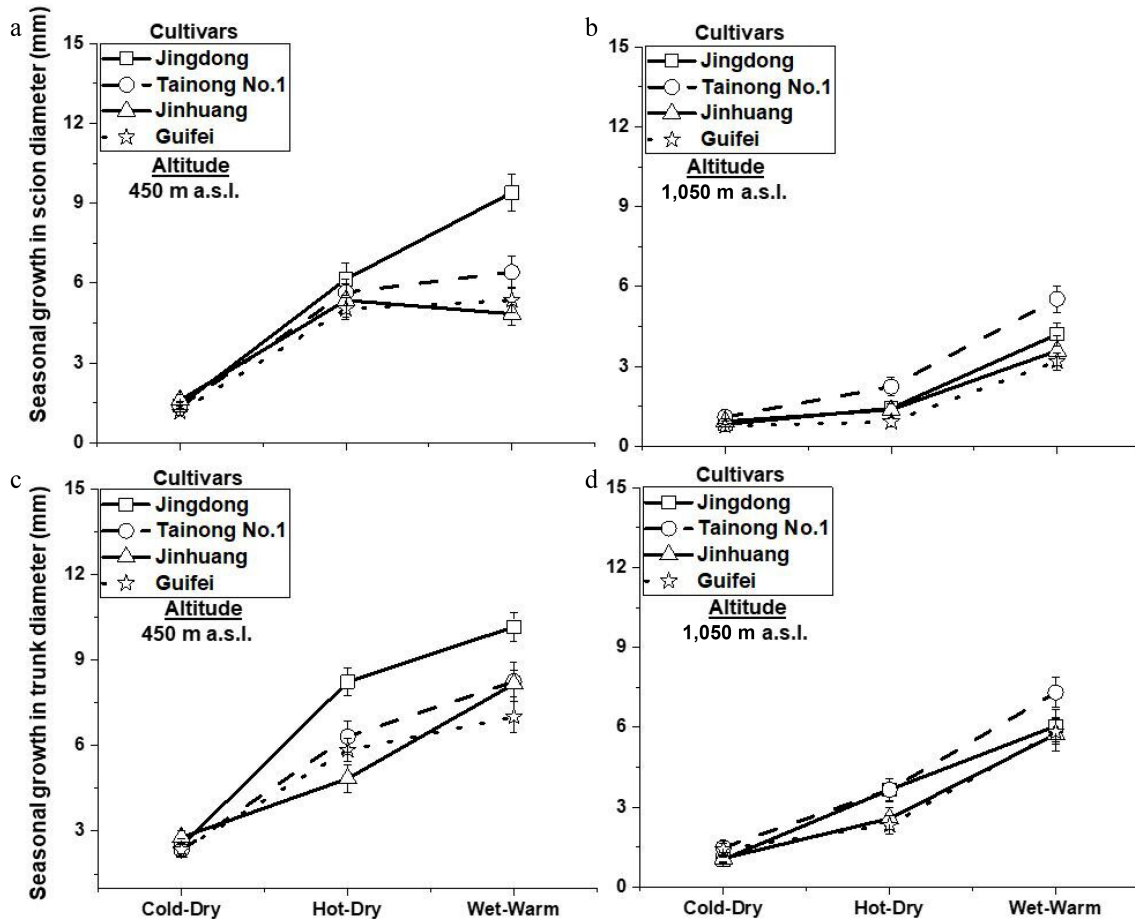 a
Seasonal growth in scion diameter (mm)
15
12
9
6
3
0
Cultivars
Jingdong
Tainong No.1
Jinhuang
Guifei
Altitude
450 m a.s.l.
b
15
12
9
6
3
0
Cultivars
Jingdong
Tainong No.1
Jinhuang
Guifei
Altitude
1,050 m a.s.l.
c
Seasonal growth in trunk diameter (mm)
15
12
9
6
3
Cultivars
Jingdong
Tainong No.1
Jinhuang
Guifei
Altitude
450 m a.s.l.
Cold-Dry
Hot-Dry
Wet-Warm
d
15
12
9
6
3
0
Cultivars
Jingdong
Tainong No.1
Jinhuang
Guifei
Altitude
1,050 m a.s.l.
Cold-Dry
Hot-Dry
Wet-Warm